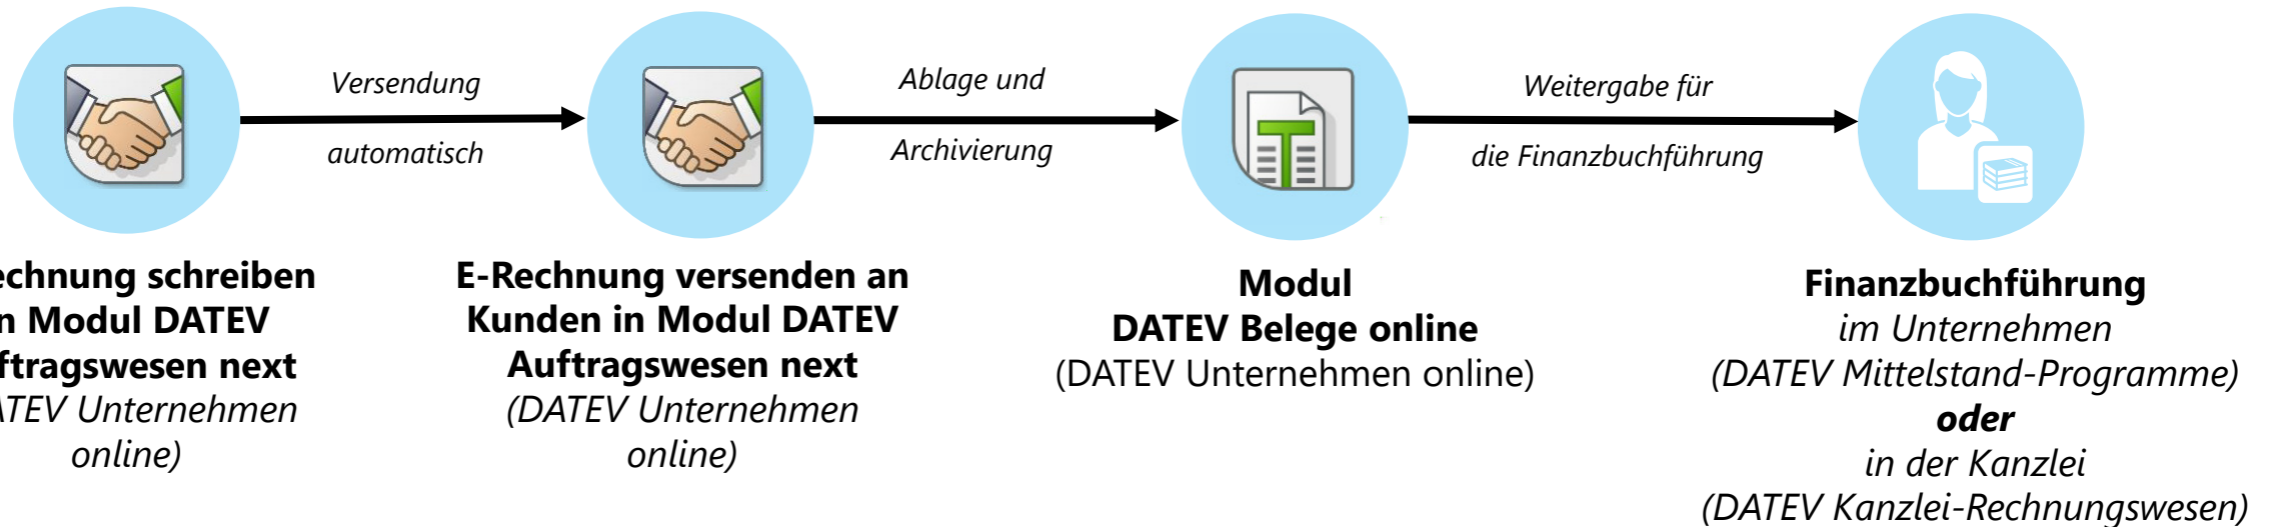 Versendung
automatisch
Ablage und
Archivierung
Weitergabe für
die Finanzbuchführung
echnung schreiben
n Modul DATEV
ftragswesen next
ATEV Unternehmen
online)
E-Rechnung versenden an
Kunden in Modul DATEV
Auftragswesen next
(DATEV Unternehmen
online)
Modul
DATEV Belege online
(DATEV Unternehmen online)
Finanzbuchführung
im Unternehmen
(DATEV Mittelstand-Programme)
oder
in der Kanzlei
(DATEV Kanzlei-Rechnungswesen)